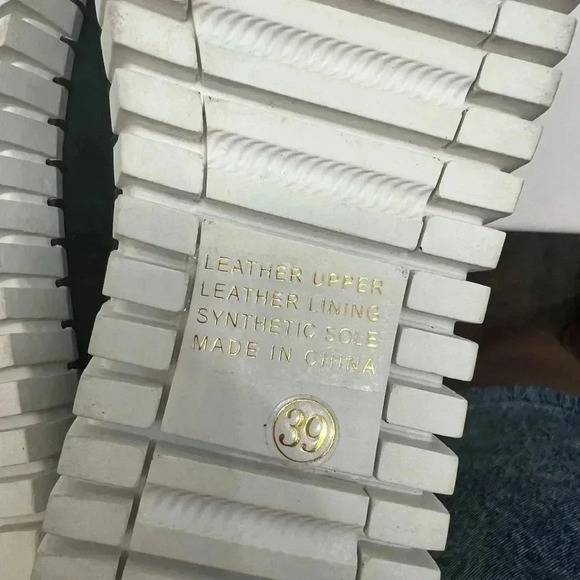 LEATHER UPPER
LEATHER LINING
SYNTHETIC SOLE
MADE IN CHINA
39